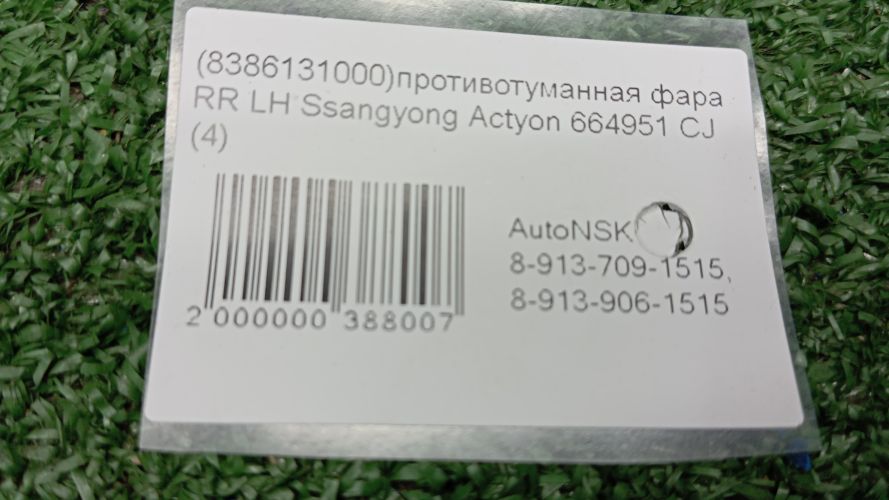 (8386131000)противотуманная фара
RR LH Ssangyong Actyon 664951 CJ
(4)
AutoNSK
8-913-709-1515,
8-913-906-1515
2 000000 388007